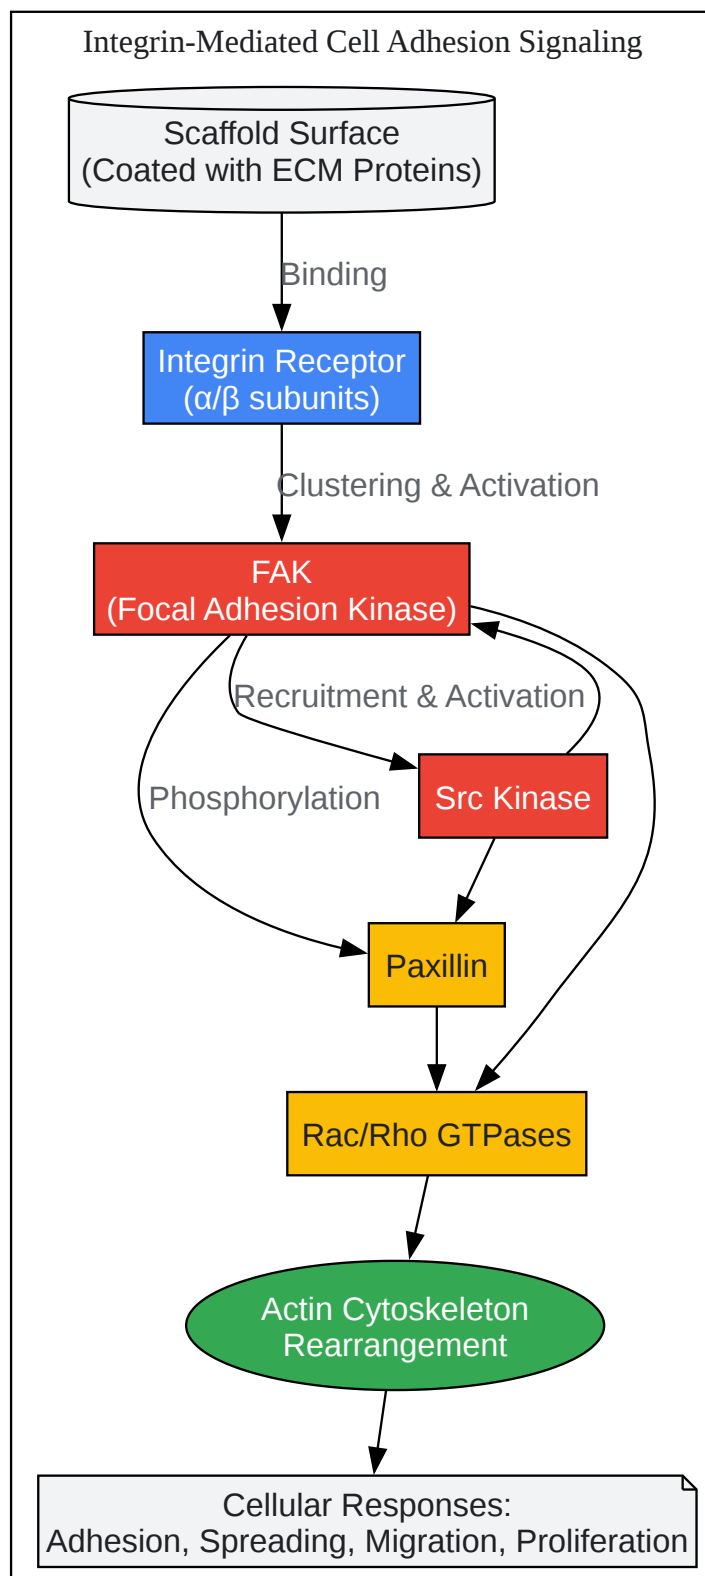 Integrin-Mediated Cell Adhesion Signaling
Scaffold Surface
(Coated with ECM Proteins)
Binding
Integrin Receptor
(α/β subunits)
Clustering & Activation
FAK
(Focal Adhesion Kinase)
Recruitment & Activation
Phosphorylation
Src Kinase
Paxillin
Rac/Rho GTPases
Actin Cytoskeleton
Rearrangement
Cellular Responses:
Adhesion, Spreading, Migration, Proliferation